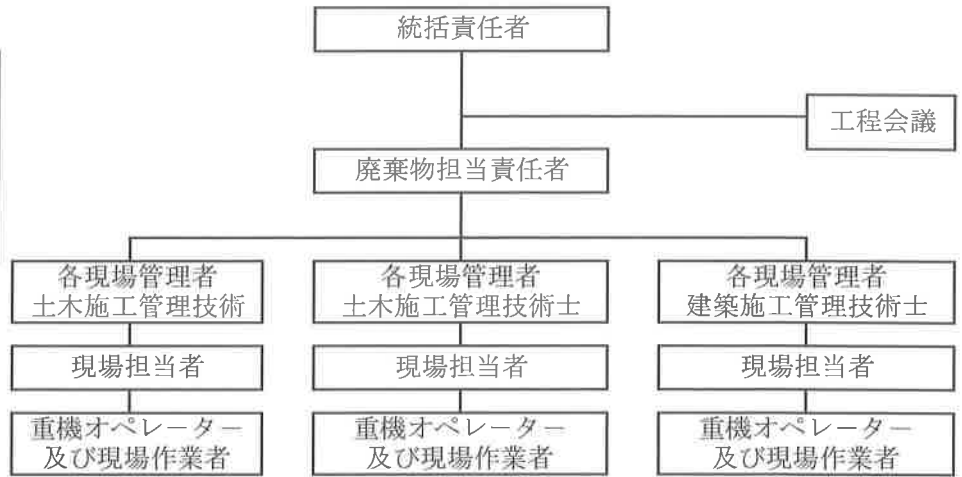 統括責任者
工程会議
廃棄物担当責任者
各現場管理者
土木施工管理技術
各現場管理者
土木施工管理技術士
各現場管理者
建築施工管理技術士
現場担当者
現場担当者
現場担当者
重機オペレーター
及び現場作業者
重機オペレーター
及び現場作業者
重機オペレーター
及び現場作業者